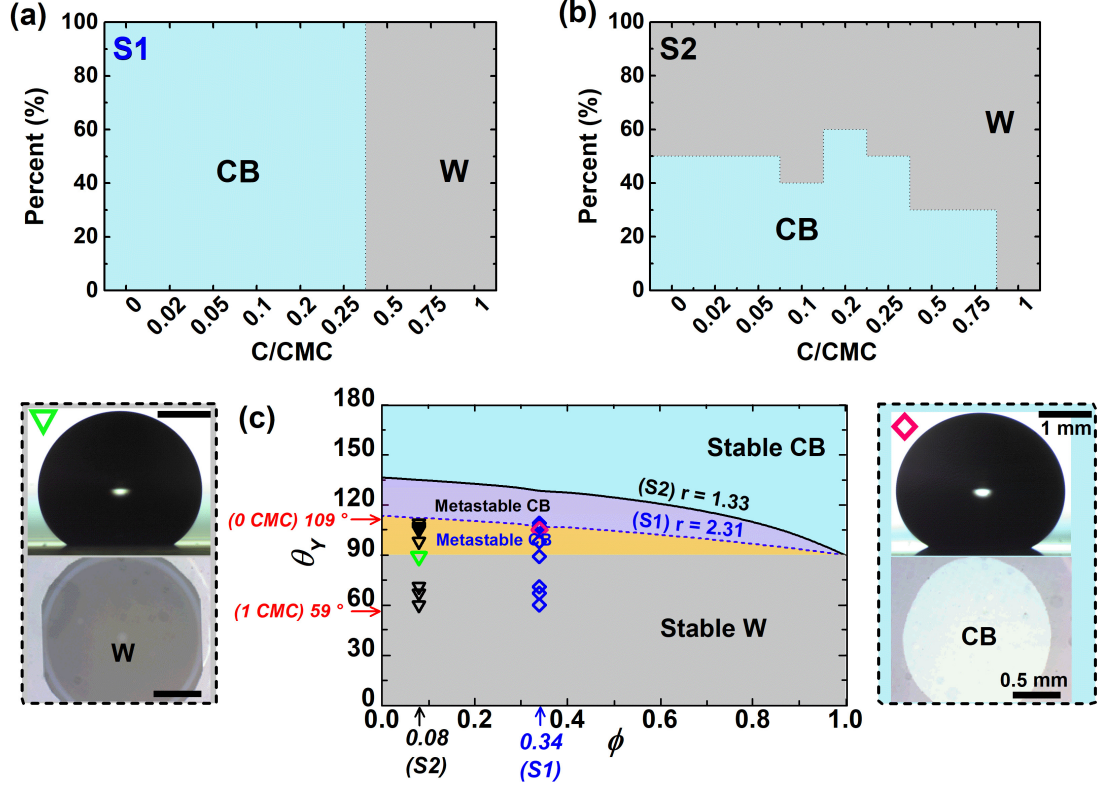 (a)
S1
CB
W
100
80
60
40
20
0
Percent (%)
0
0.02
0.05
0.1
0.2
0.25
0.5
0.75
1
C/CMC
(b)
S2
W
CB
100
80
60
40
20
0
Percent (%)
0
0.02
0.05
0.1
0.2
0.25
0.5
0.75
1
C/CMC
W
(c)
180
150
120
90
60
30
0
θY
(0 CMC) 109 °
(1 CMC) 59 °
Stable CB
(S2) r = 1.33
Metastable CB
(S1) r = 2.31
Metastable CB
Stable W
0.0
0.2
0.4
0.6
0.8
1.0
0.08
(S2)
0.34
(S1)
ϕ
1 mm
CB
0.5 mm